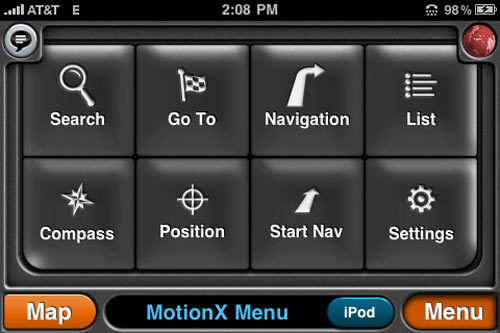 AT&T E 2:08 PM 98%
Search Go To Navigation List
Compass Position Start Nav Settings
Map MotionX Menu iPod Menu